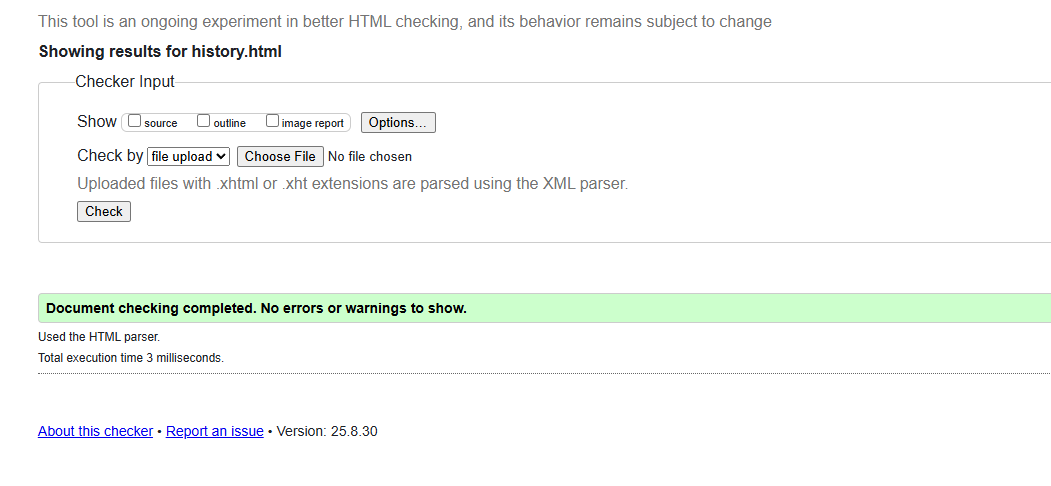 This tool is an ongoing experiment in better HTML checking, and its behavior remains subject to change
Showing results for history.html
Checker Input
Show source outline image report Options...
Check by file upload Choose File No file chosen
Uploaded files with .xhtml or .xht extensions are parsed using the XML parser.
Check
Document checking completed. No errors or warnings to show.
Used the HTML parser.
Total execution time 3 milliseconds.
About this checker • Report an issue • Version: 25.8.30